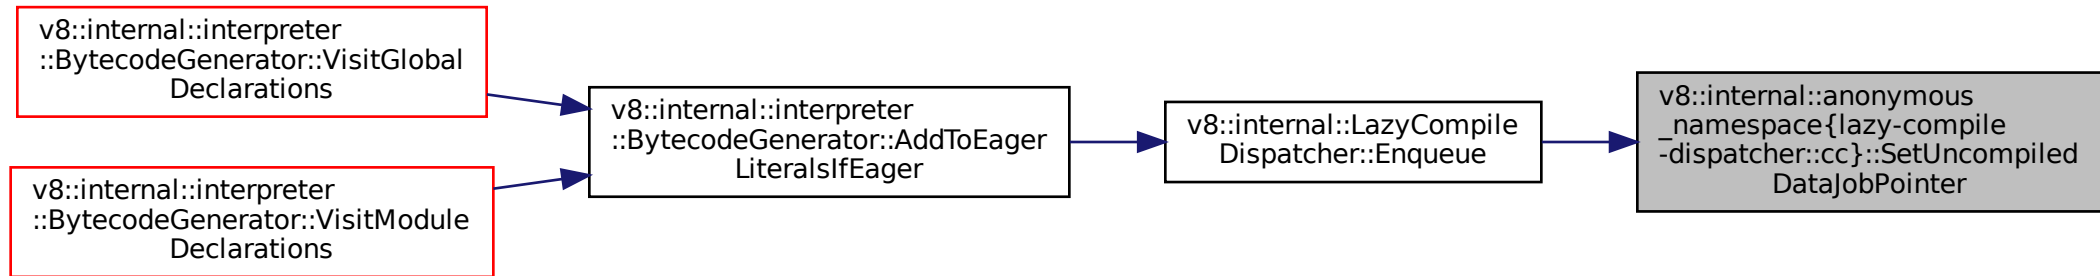 v8::internal::interpreter
::BytecodeGenerator::VisitGlobal
Declarations
v8::internal::interpreter
::BytecodeGenerator::VisitModule
Declarations
v8::internal::interpreter
::BytecodeGenerator::AddToEager
LiteralsIfEager
v8::internal::LazyCompile
Dispatcher::Enqueue
v8::internal::anonymous
_namespace{lazy-compile
-dispatcher::cc}::SetUncompiled
DataJobPointer